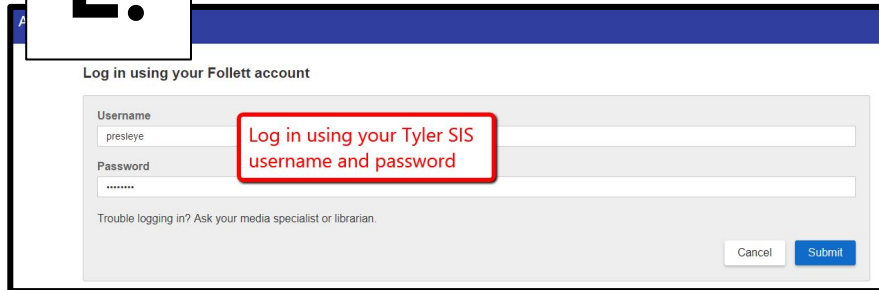 Log in using your Follett account
Username
presleye
Log in using your Tyler SIS
username and password
Password
........
Trouble logging in? Ask your media specialist or librarian.
Cancel
Submit